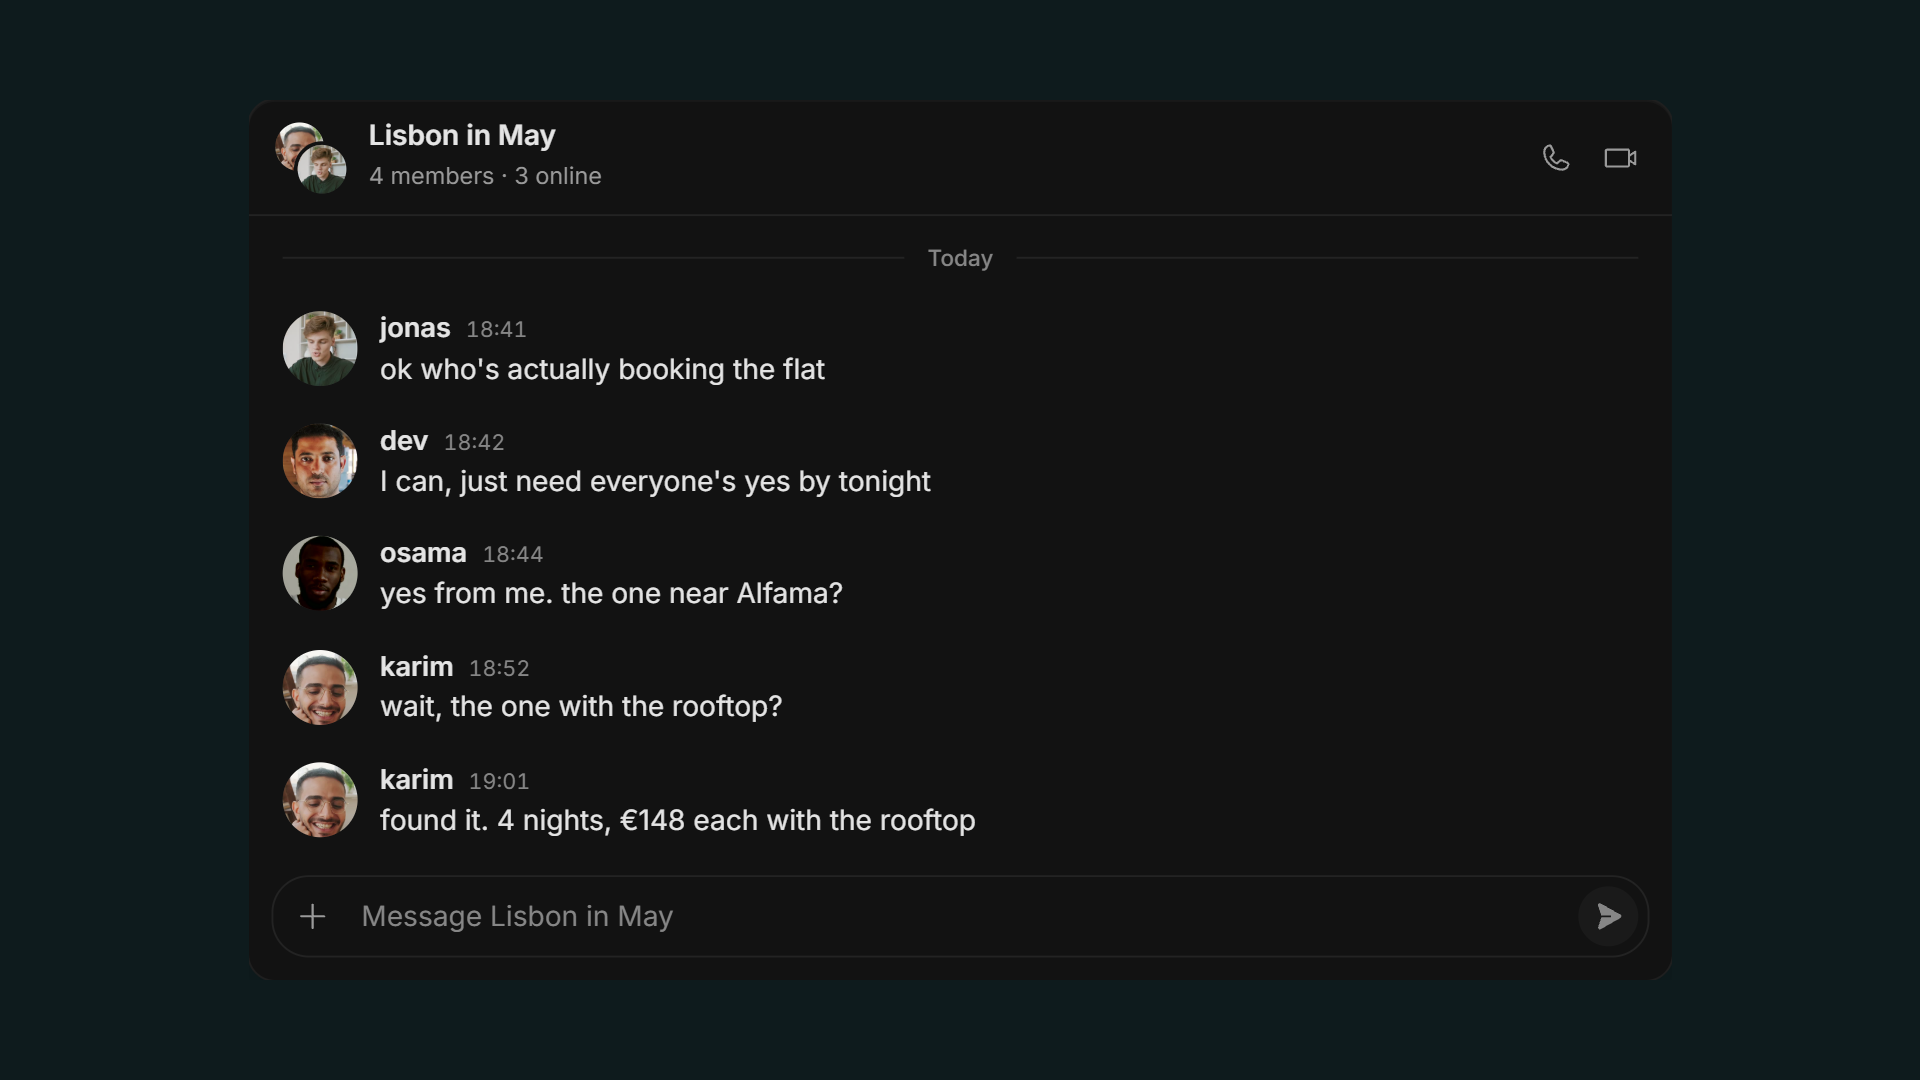 Lisbon in May
4 members · 3 online
Today
jonas 18:41
ok who's actually booking the flat
dev 18:42
I can, just need everyone's yes by tonight
osama 18:44
yes from me. the one near Alfama?
karim 18:52
wait, the one with the rooftop?
karim 19:01
found it. 4 nights, €148 each with the rooftop
Message Lisbon in May